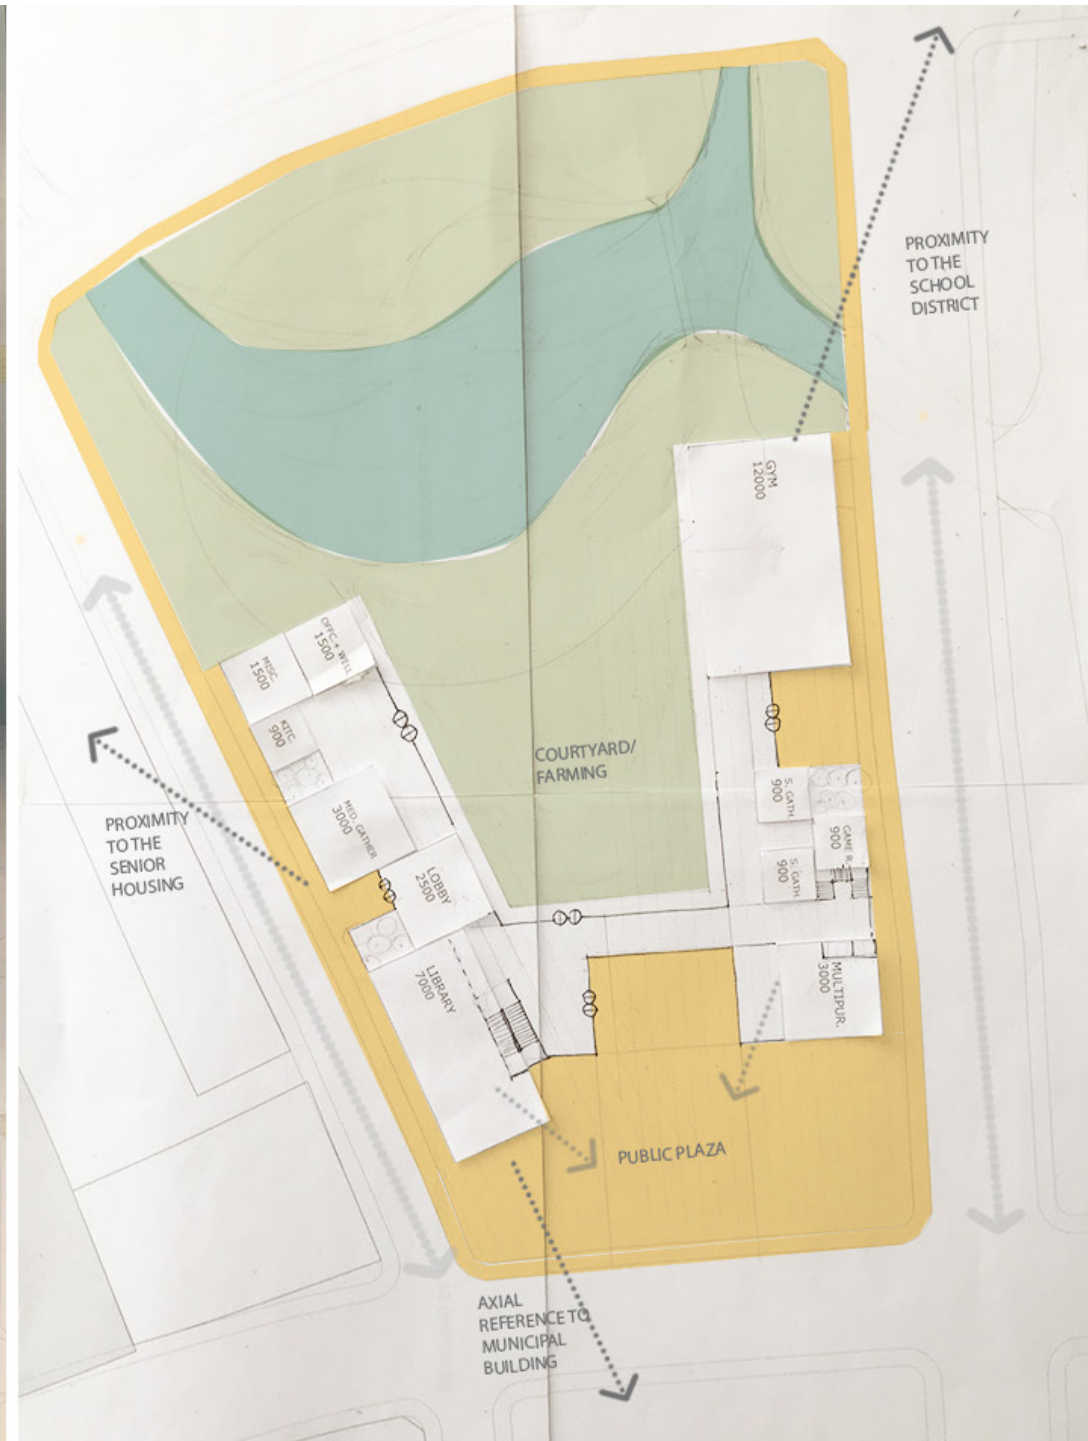 PROXIMITY
TO THE
SCHOOL
DISTRICT
GYM
12000
OFFC. + WELL
1500
MISC.
1500
KITC.
900
MED. GATHER
3000
LOBBY
2500
LIBRARY
7000
COURTYARD/
FARMING
S. GATH.
900
GAME R.
900
S. GATH.
900
MULTIPUR.
3000
PROXIMITY
TO THE
SENIOR
HOUSING
PUBLIC PLAZA
AXIAL
REFERENCE TO
MUNICIPAL
BUILDING